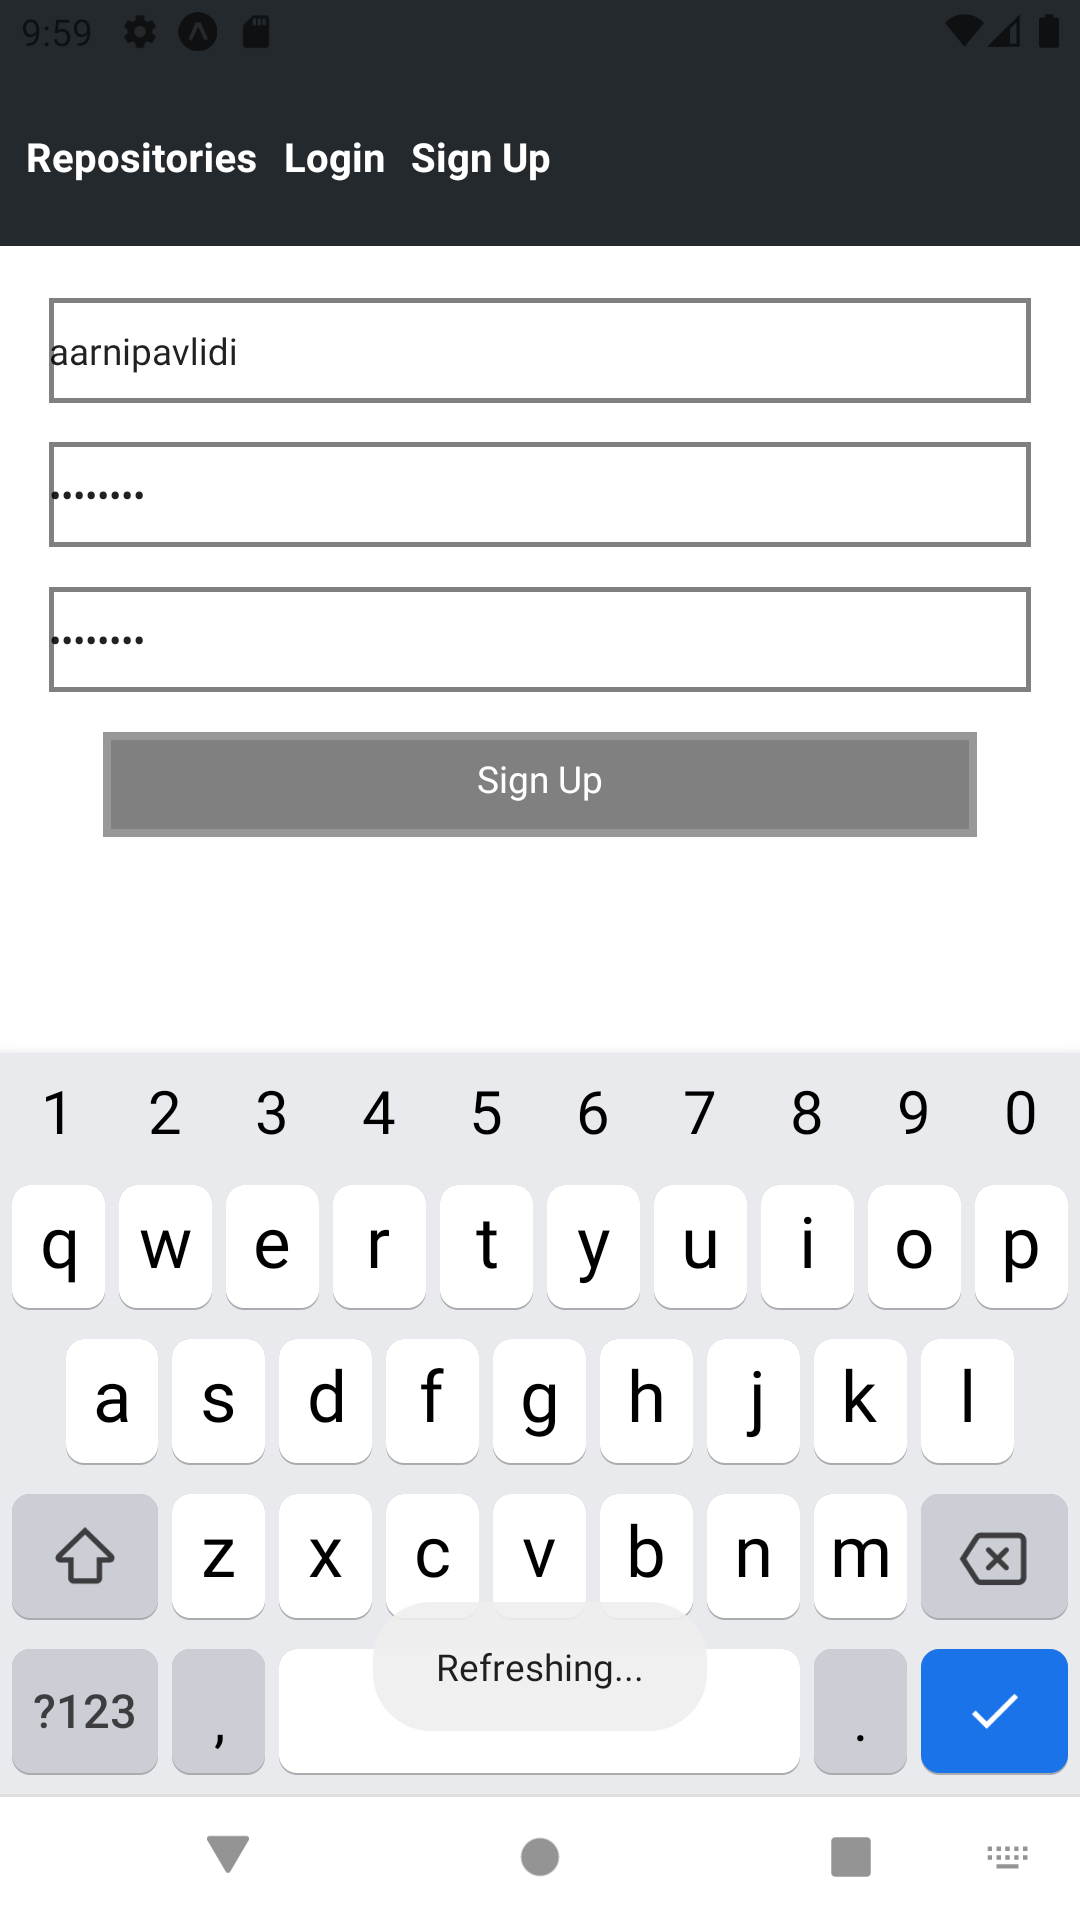 9:59
Repositories Login Sign Up
aarnipavlidi
••••••••
••••••••
Sign Up
1 2 3 4 5 6 7 8 9 0
q w e r t y u i o p
a s d f g h j k l
z x c v b n m
Refreshing...
?123 , .